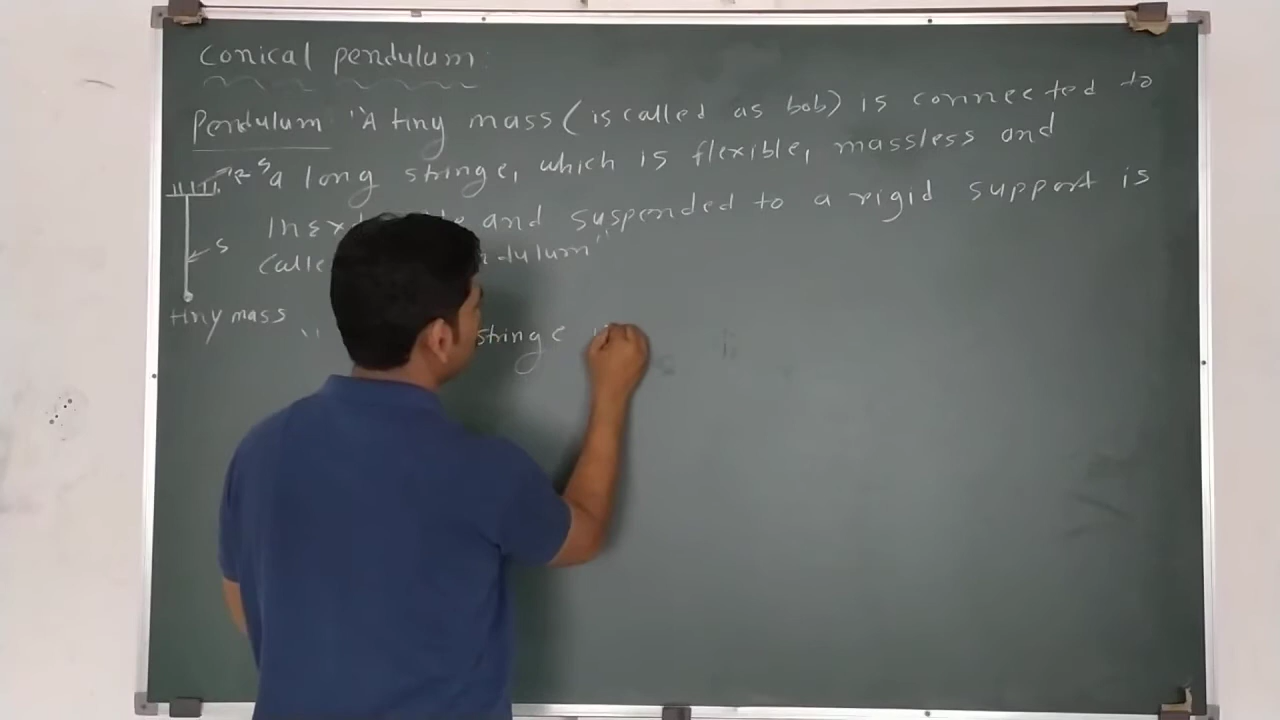 Conical pendulum:
Pendulum "A tiny mass (is called as bob) is connected to
a long stringe, which is flexible, massless and
and suspended to a rigid support is
R S
S
tiny mass
stringe